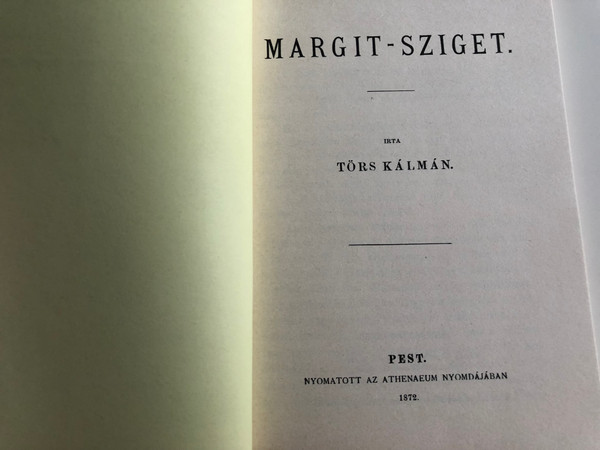 MARGIT-SZIGET.
IRTA
TÖRS KÁLMÁN.
PEST.
NYOMATOTT AZ ATHENAEUM NYOMDÁJÁBAN
1872.